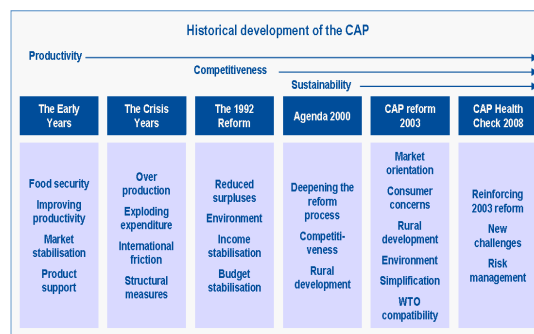 Historical development of the CAP
Productivity
Competitiveness
Sustainability
The Early
Years
The Crisis
Years
The 1992
Reform
Agenda 2000
CAP reform
2003
CAP Health
Check 2008
Food security
Improving
productivity
Market
stabilisation
Product
support
Over
production
Exploding
expenditure
International
friction
Structural
measures
Reduced
surpluses
Environment
Income
stabilisation
Budget
stabilisation
Deepening the
reform
process
Competiti-
veness
Rural
development
Market
orientation
Consumer
concerns
Rural
development
Environment
Simplification
WTO
compatibility
Reinforcing
2003 reform
New
challenges
Risk
management